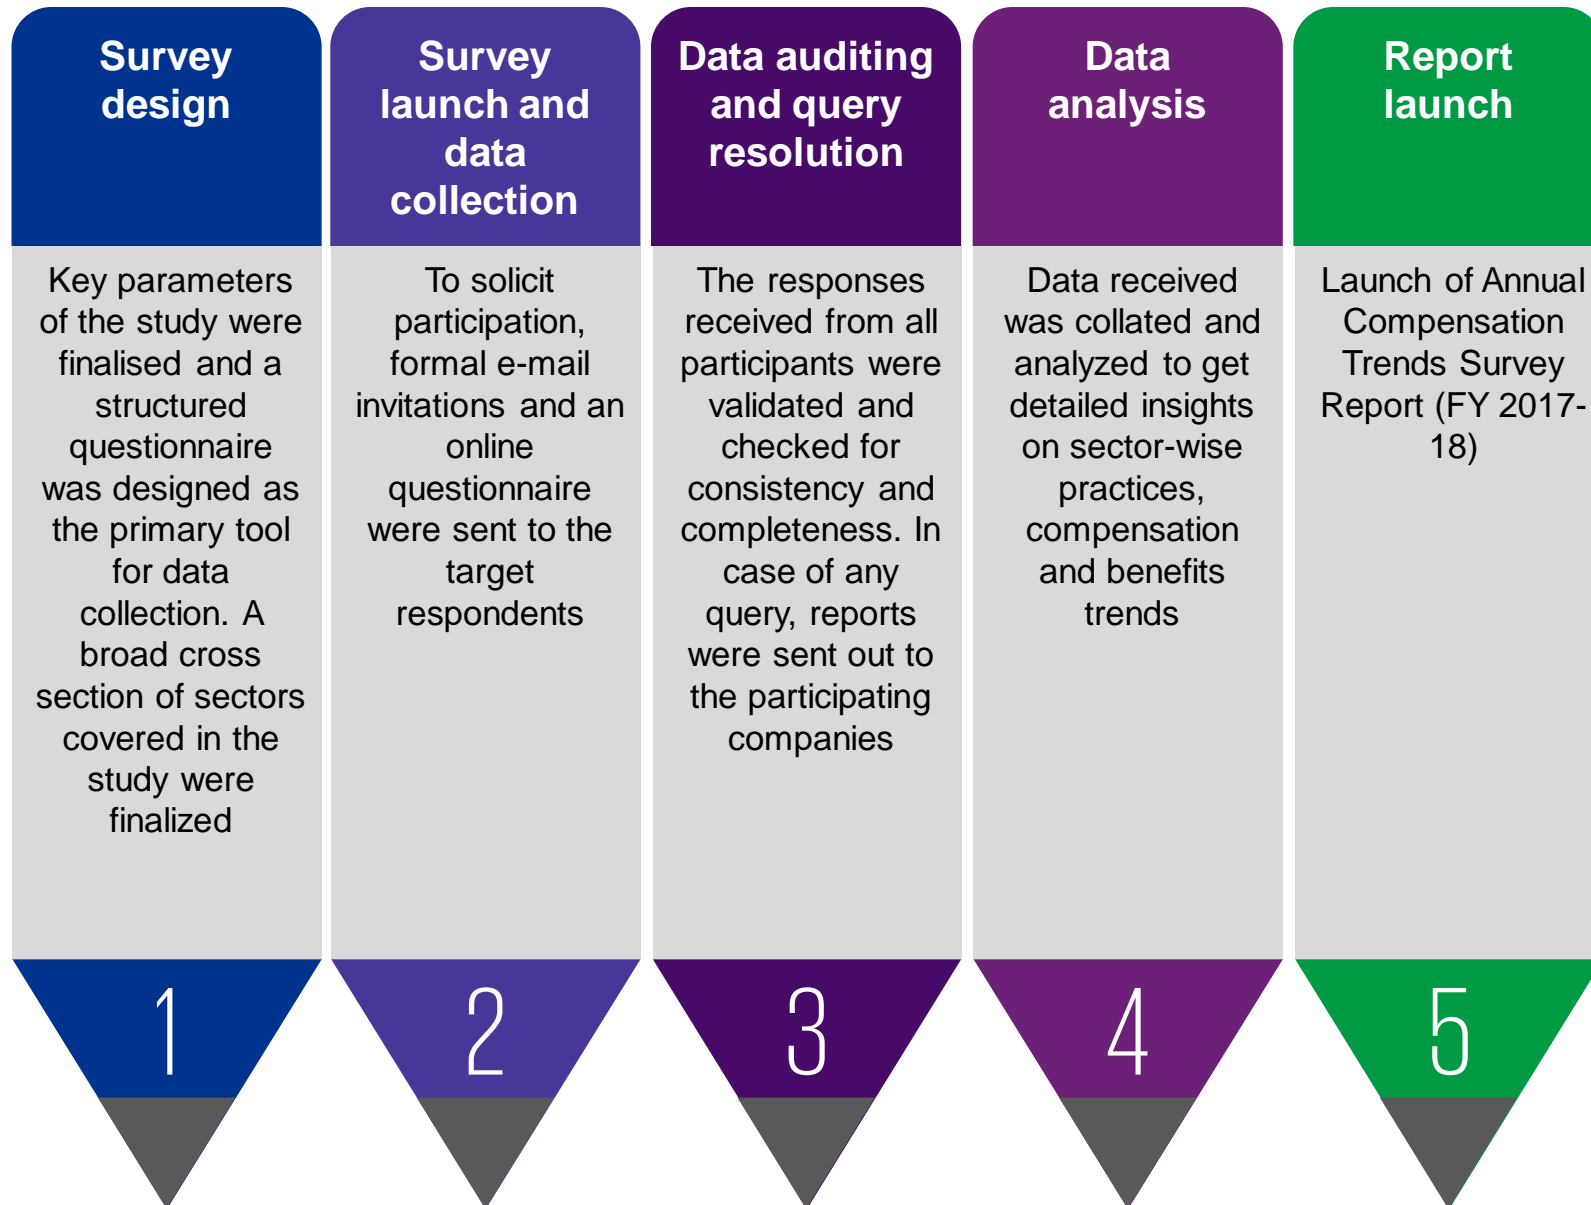 Survey
design
Survey
launch and
data
collection
Data auditing
and query
resolution
Data
analysis
Report
launch
Key parameters
of the study were
finalised and a
structured
questionnaire
was designed as
the primary tool
for data
collection. A
broad cross
section of sectors
covered in the
study were
finalized
To solicit
participation,
formal e-mail
invitations and an
online
questionnaire
were sent to the
target
respondents
The responses
received from all
participants were
validated and
checked for
consistency and
completeness. In
case of any
query, reports
were sent out to
the participating
companies
Data received
was collated and
analyzed to get
detailed insights
on sector-wise
practices,
compensation
and benefits
trends
Launch of Annual
Compensation
Trends Survey
Report (FY 2017-
18)
1
2
3
4
5